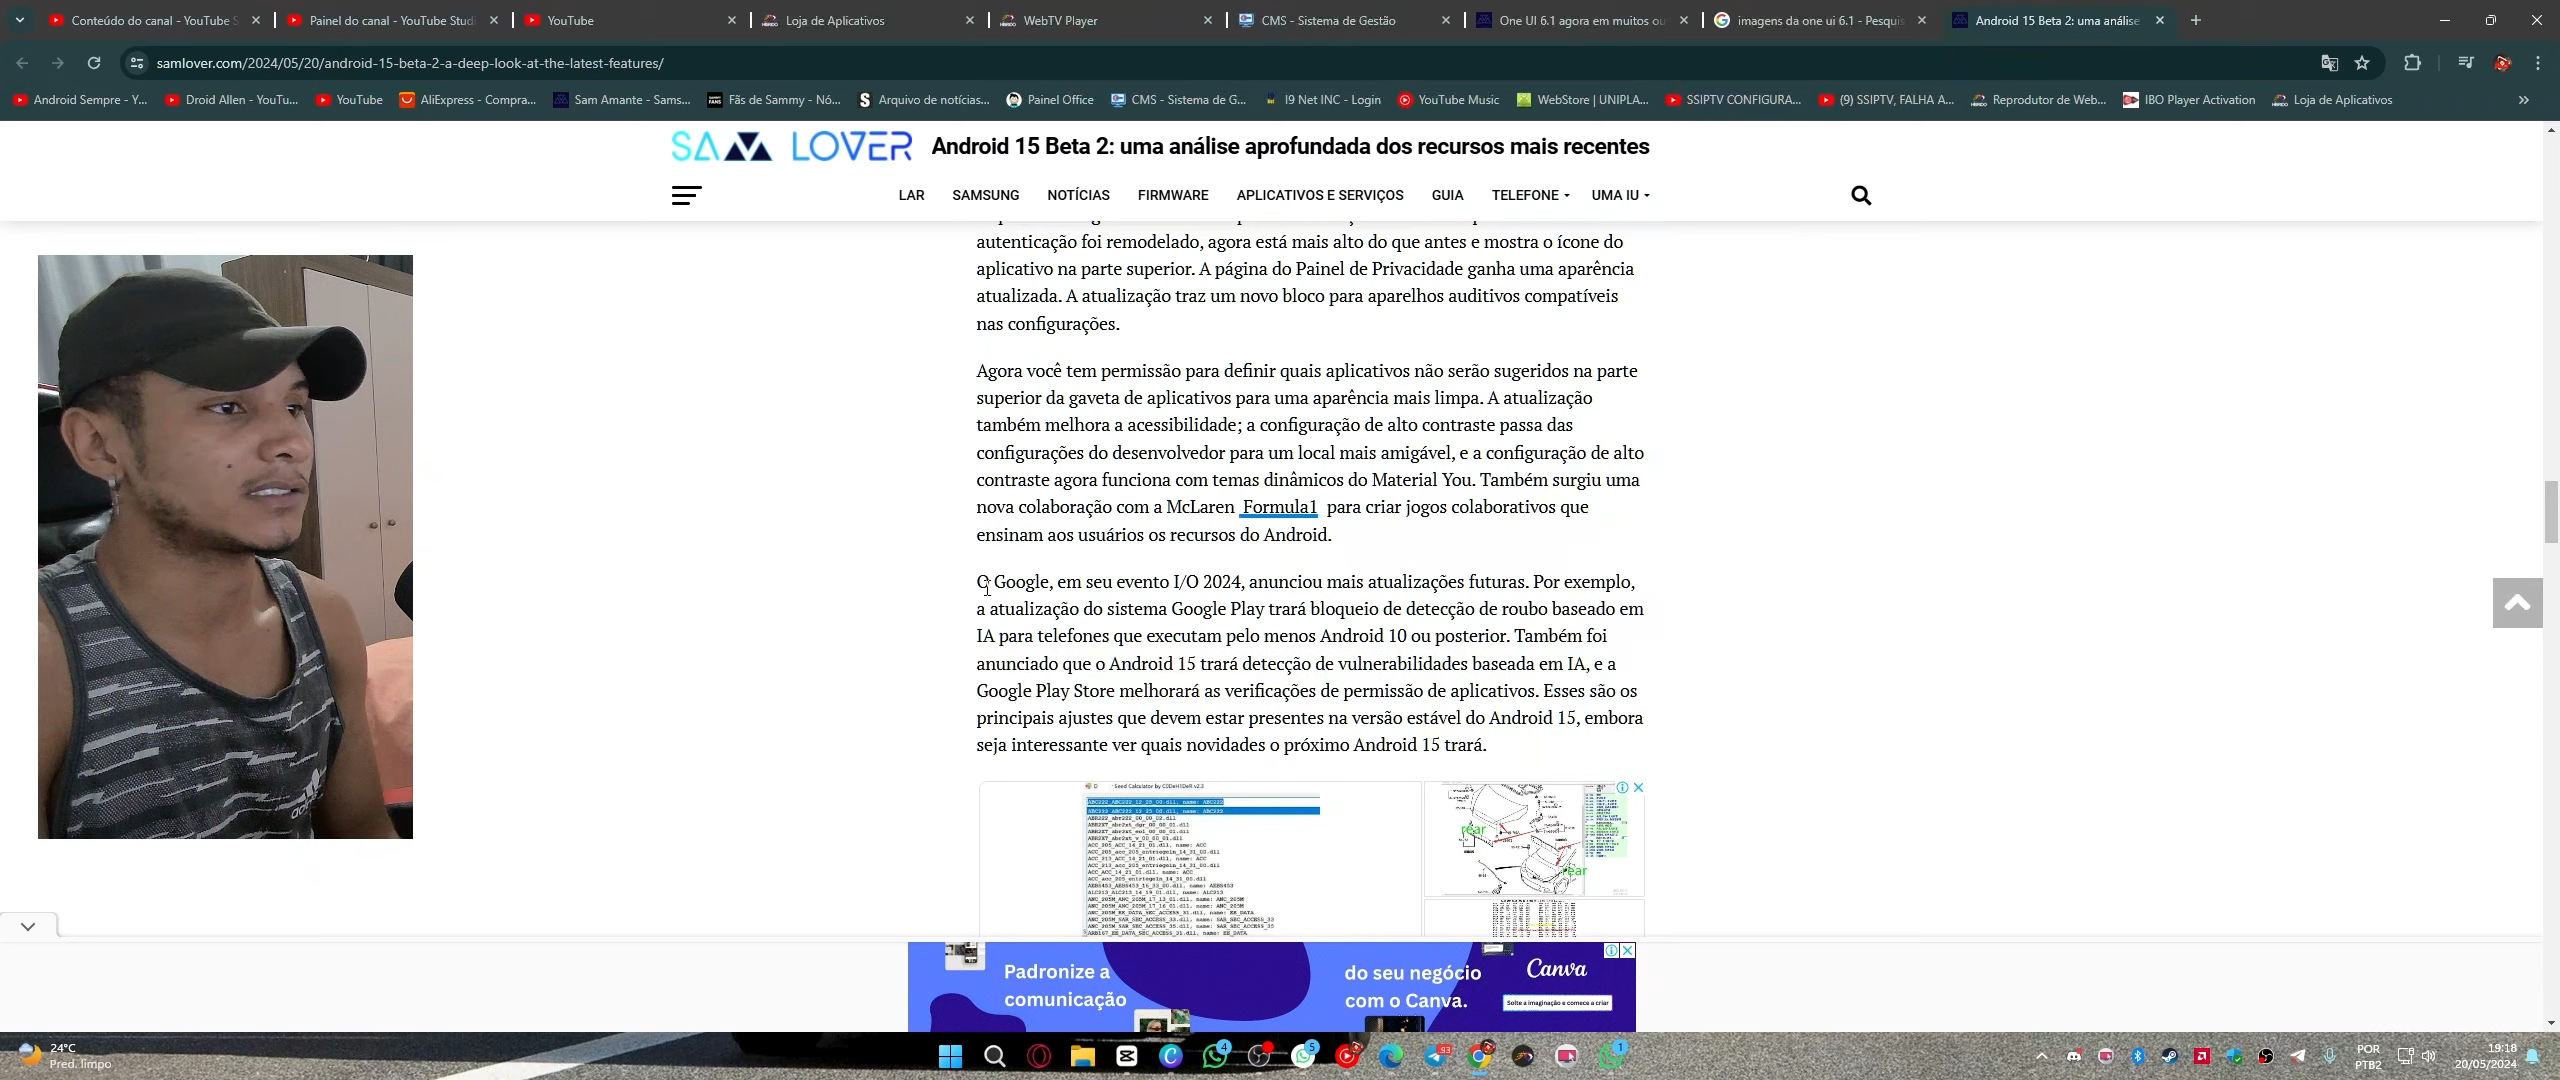 Conteúdo do canal - YouTube S
Painel do canal - YouTube Studi
YouTube
Loja de Aplicativos
WebTV Player
CMS - Sistema de Gestão
One UI 6.1 agora em muitos ou
imagens da one ui 6.1 - Pesquis
Android 15 Beta 2: uma análise
samlover.com/2024/05/20/android-15-beta-2-a-deep-look-at-the-latest-features/
Android Sempre - Y...
Droid Allen - YouTu...
YouTube
AliExpress - Compra...
Sam Amante - Sams...
Fãs de Sammy - Nó...
Arquivo de notícias...
Painel Office
CMS - Sistema de G...
I9 Net INC - Login
YouTube Music
WebStore | UNIPLA...
SSIPTV CONFIGURA...
(9) SSIPTV, FALHA A...
Reprodutor de Web...
IBO Player Activation
Loja de Aplicativos
SAM LOVER
Android 15 Beta 2: uma análise aprofundada dos recursos mais recentes
LAR SAMSUNG NOTÍCIAS FIRMWARE APLICATIVOS E SERVIÇOS GUIA TELEFONE UMA IU
autenticação foi remodelado, agora está mais alto do que antes e mostra o ícone do
aplicativo na parte superior. A página do Painel de Privacidade ganha uma aparência
atualizada. A atualização traz um novo bloco para aparelhos auditivos compatíveis
nas configurações.
Agora você tem permissão para definir quais aplicativos não serão sugeridos na parte
superior da gaveta de aplicativos para uma aparência mais limpa. A atualização
também melhora a acessibilidade; a configuração de alto contraste passa das
configurações do desenvolvedor para um local mais amigável, e a configuração de alto
contraste agora funciona com temas dinâmicos do Material You. Também surgiu uma
nova colaboração com a McLaren Formula1 para criar jogos colaborativos que
ensinam aos usuários os recursos do Android.
O Google, em seu evento I/O 2024, anunciou mais atualizações futuras. Por exemplo,
a atualização do sistema Google Play trará bloqueio de detecção de roubo baseado em
IA para telefones que executam pelo menos Android 10 ou posterior. Também foi
anunciado que o Android 15 trará detecção de vulnerabilidades baseada em IA, e a
Google Play Store melhorará as verificações de permissão de aplicativos. Esses são os
principais ajustes que devem estar presentes na versão estável do Android 15, embora
seja interessante ver quais novidades o próximo Android 15 trará.
Seed Calculator by
rear
rear
adidas
Padronize a
comunicação
do seu negócio
com o Canva.
Canva
Solte a imaginação e comece a criar
24°C
Pred. limpo
4
5
93
1
POR
PTB2
19:18
20/05/2024